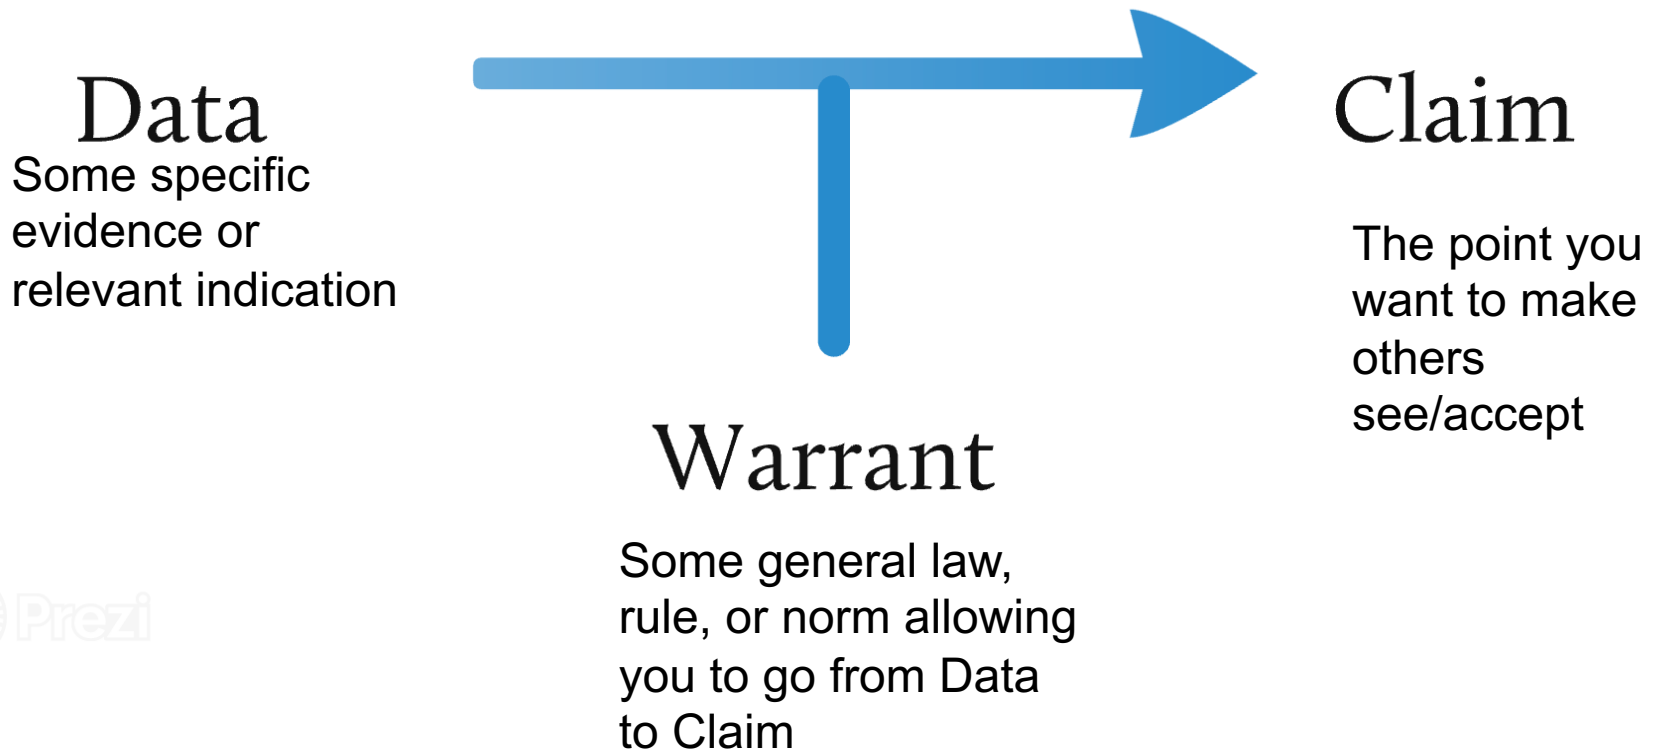 Data
Some specific
evidence or
relevant indication
Claim
The point you
want to make
others
see/accept
Warrant
Some general law,
rule, or norm allowing
you to go from Data
to Claim
Prezi